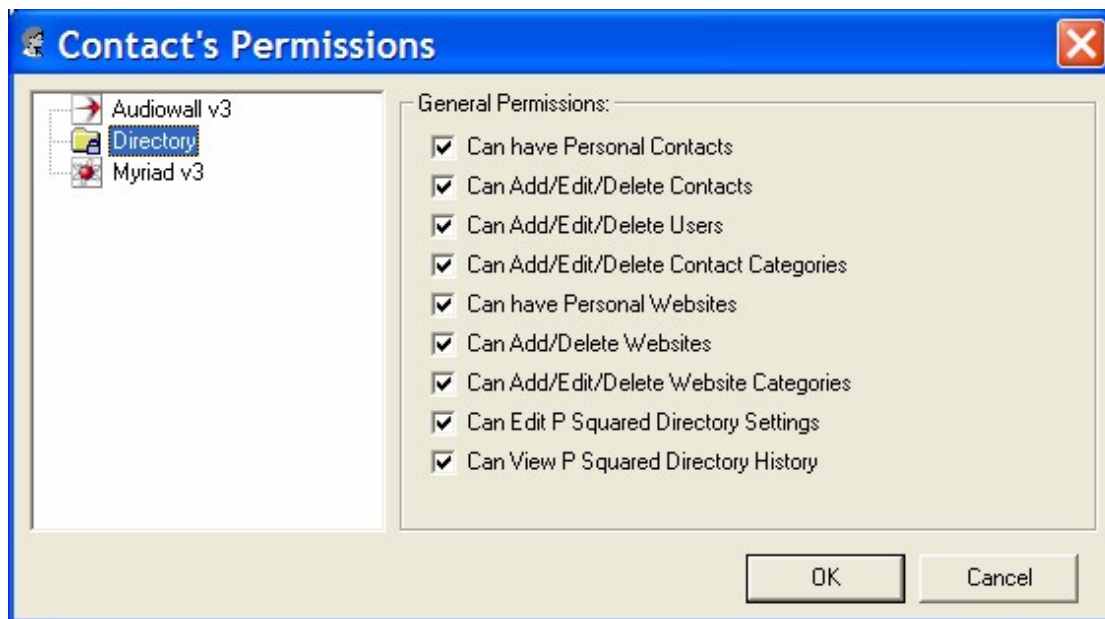 Contact's Permissions
Audiowall v3
Directory
Myriad v3
General Permissions:
Can have Personal Contacts
Can Add/Edit/Delete Contacts
Can Add/Edit/Delete Users
Can Add/Edit/Delete Contact Categories
Can have Personal Websites
Can Add/Delete Websites
Can Add/Edit/Delete Website Categories
Can Edit P Squared Directory Settings
Can View P Squared Directory History
OK
Cancel